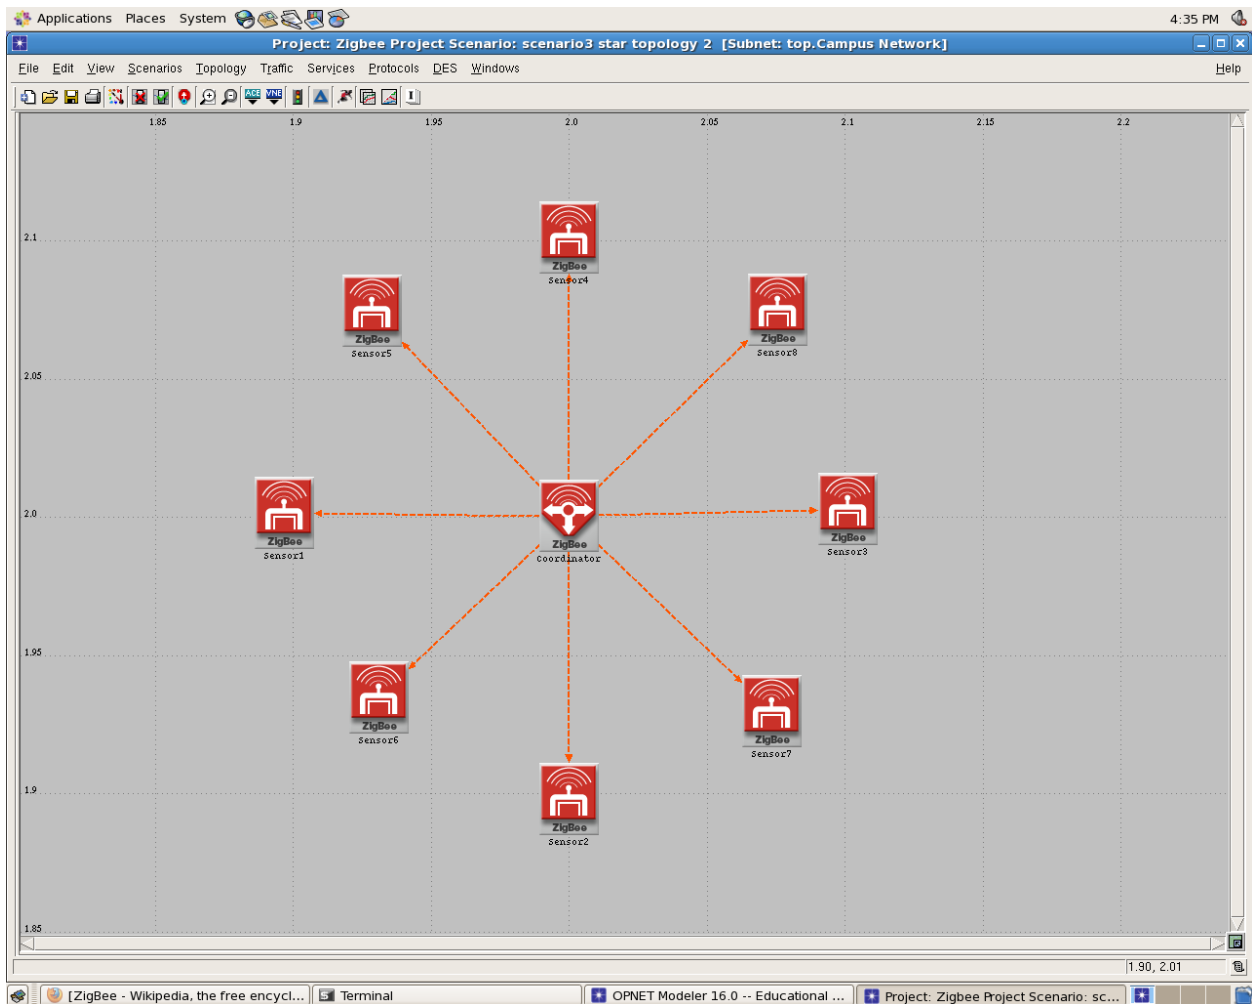 Applications Places System 4:35 PM
Project: Zigbee Project Scenario: scenario3 star topology 2 [Subnet: top.Campus Network]
File Edit View Scenarios Topology Traffic Services Protocols DES Windows Help
ACE VNE
1.85 1.9 1.95 2.0 2.05 2.1 2.15 2.2
2.1
ZigBee
Sensor4
ZigBee
Sensor5
ZigBee
Sensor8
2.05
2.0
ZigBee
Sensor1
ZigBee
Coordinator
ZigBee
Sensor3
1.95
ZigBee
Sensor6
ZigBee
Sensor7
1.9
ZigBee
Sensor2
1.85
1.90, 2.01
[ZigBee - Wikipedia, the free encycl... Terminal OPNET Modeler 16.0 -- Educational ... Project: Zigbee Project Scenario: sc...